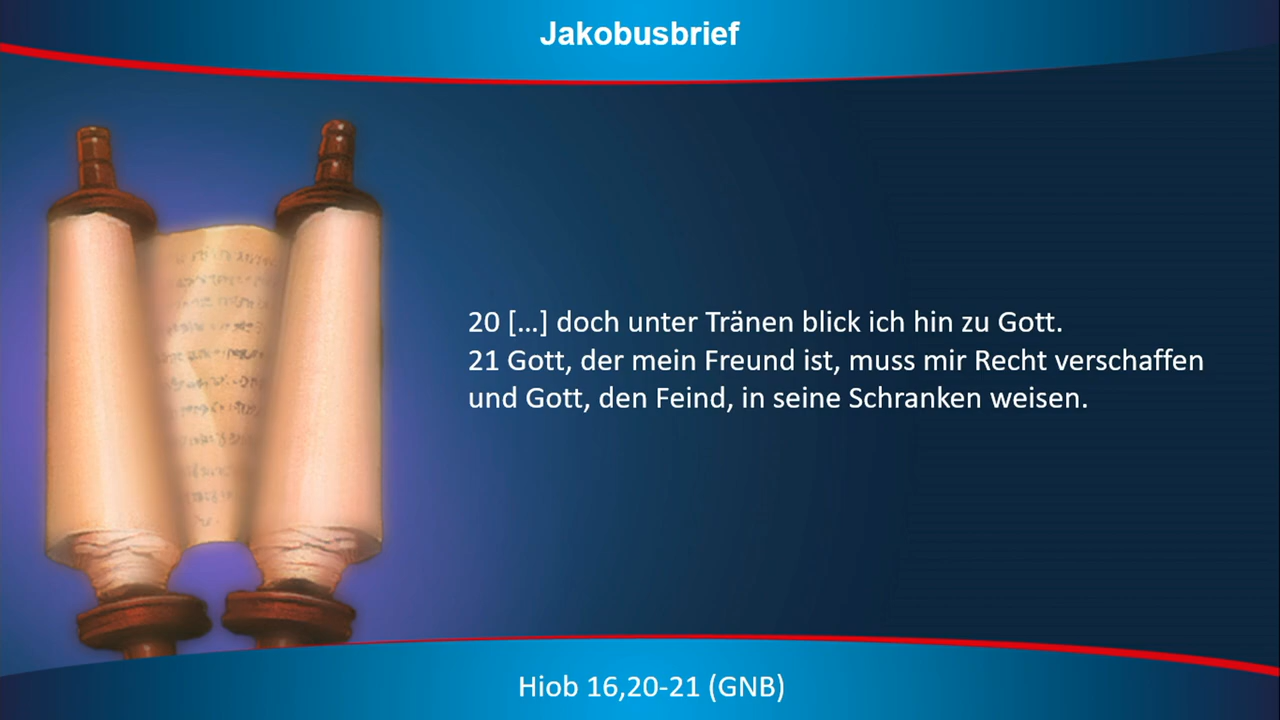 Jakobusbrief
20 [...] doch unter Tränen blick ich hin zu Gott.
21 Gott, der mein Freund ist, muss mir Recht verschaffen
und Gott, den Feind, in seine Schranken weisen.
Hiob 16,20-21 (GNB)